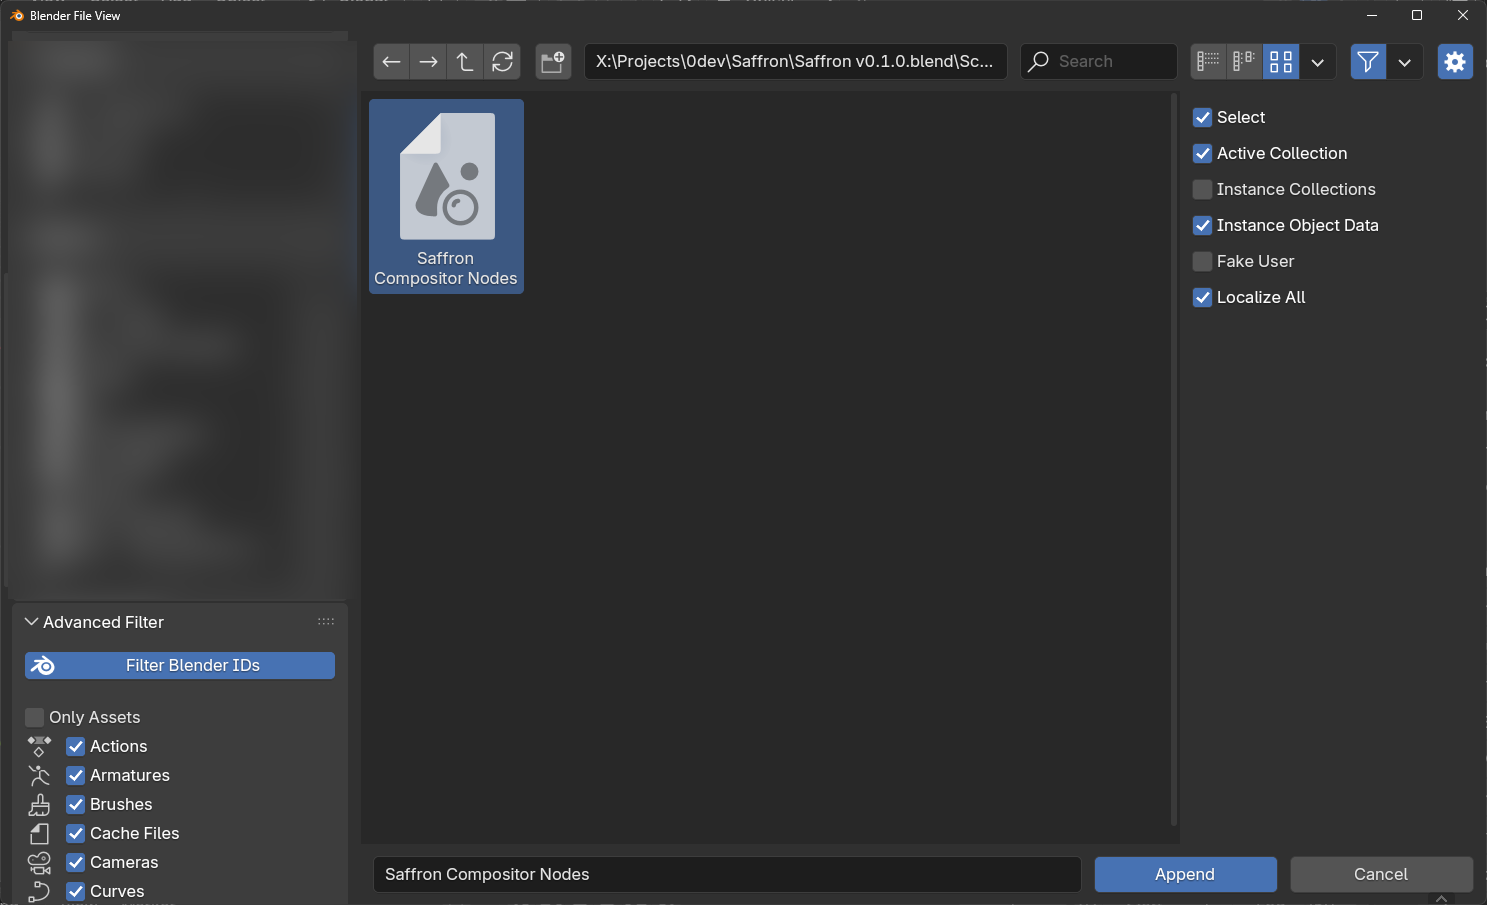 Blender File View
X:\Projects\0dev\Saffron\Saffron v0.1.0.blend\Sc...
Search
Saffron
Compositor Nodes
Select
Active Collection
Instance Collections
Instance Object Data
Fake User
Localize All
Advanced Filter
Filter Blender IDs
Only Assets
Actions
Armatures
Brushes
Cache Files
Cameras
Curves
Saffron Compositor Nodes
Append
Cancel